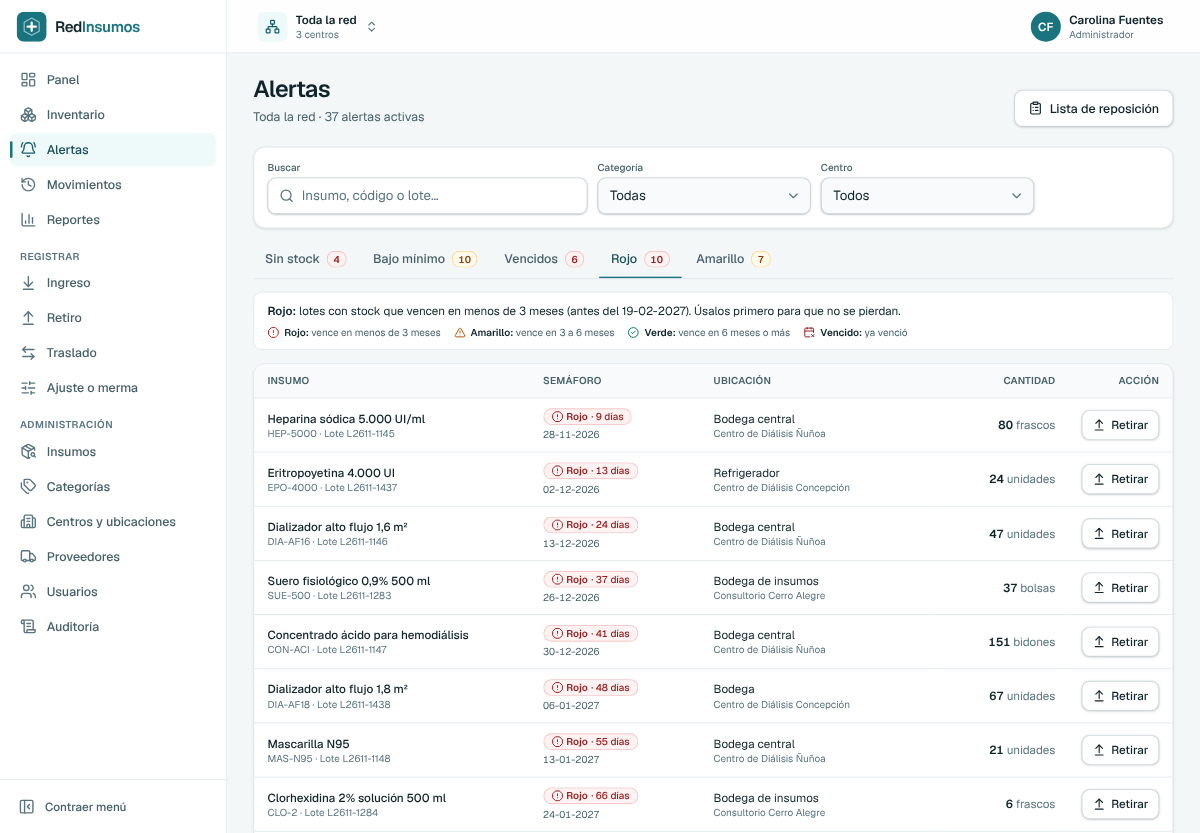 RedInsumos
Toda la red
3 centros
CF
Carolina Fuentes
Administrador
Panel
Inventario
Alertas
Movimientos
Reportes
REGISTRAR
Ingreso
Retiro
Traslado
Ajuste o merma
ADMINISTRACIÓN
Insumos
Categorías
Centros y ubicaciones
Proveedores
Usuarios
Auditoría
Contraer menú
Alertas
Toda la red · 37 alertas activas
Lista de reposición
Buscar
Insumo, código o lote...
Categoría
Todas
Centro
Todos
Sin stock 4
Bajo mínimo 10
Vencidos 6
Rojo 10
Amarillo 7
Rojo: lotes con stock que vencen en menos de 3 meses (antes del 19-02-2027). Úsalos primero para que no se pierdan.
Rojo: vence en menos de 3 meses
Amarillo: vence en 3 a 6 meses
Verde: vence en 6 meses o más
Vencido: ya venció
INSUMO SEMÁFORO UBICACIÓN CANTIDAD ACCIÓN
Heparina sódica 5.000 UI/ml
HEP-5000 · Lote L2611-1145
Rojo · 9 días
28-11-2026
Bodega central
Centro de Diálisis Ñuñoa
80 frascos
Retirar
Eritropoyetina 4.000 UI
EPO-4000 · Lote L2611-1437
Rojo · 13 días
02-12-2026
Refrigerador
Centro de Diálisis Concepción
24 unidades
Retirar
Dializador alto flujo 1,6 m²
DIA-AF16 · Lote L2611-1146
Rojo · 24 días
13-12-2026
Bodega central
Centro de Diálisis Ñuñoa
47 unidades
Retirar
Suero fisiológico 0,9% 500 ml
SUE-500 · Lote L2611-1283
Rojo · 37 días
26-12-2026
Bodega de insumos
Consultorio Cerro Alegre
37 bolsas
Retirar
Concentrado ácido para hemodiálisis
CON-ACI · Lote L2611-1147
Rojo · 41 días
30-12-2026
Bodega central
Centro de Diálisis Ñuñoa
151 bidones
Retirar
Dializador alto flujo 1,8 m²
DIA-AF18 · Lote L2611-1438
Rojo · 48 días
06-01-2027
Bodega
Centro de Diálisis Concepción
67 unidades
Retirar
Mascarilla N95
MAS-N95 · Lote L2611-1148
Rojo · 55 días
13-01-2027
Bodega central
Centro de Diálisis Ñuñoa
21 unidades
Retirar
Clorhexidina 2% solución 500 ml
CLO-2 · Lote L2611-1284
Rojo · 66 días
24-01-2027
Bodega de insumos
Consultorio Cerro Alegre
6 frascos
Retirar